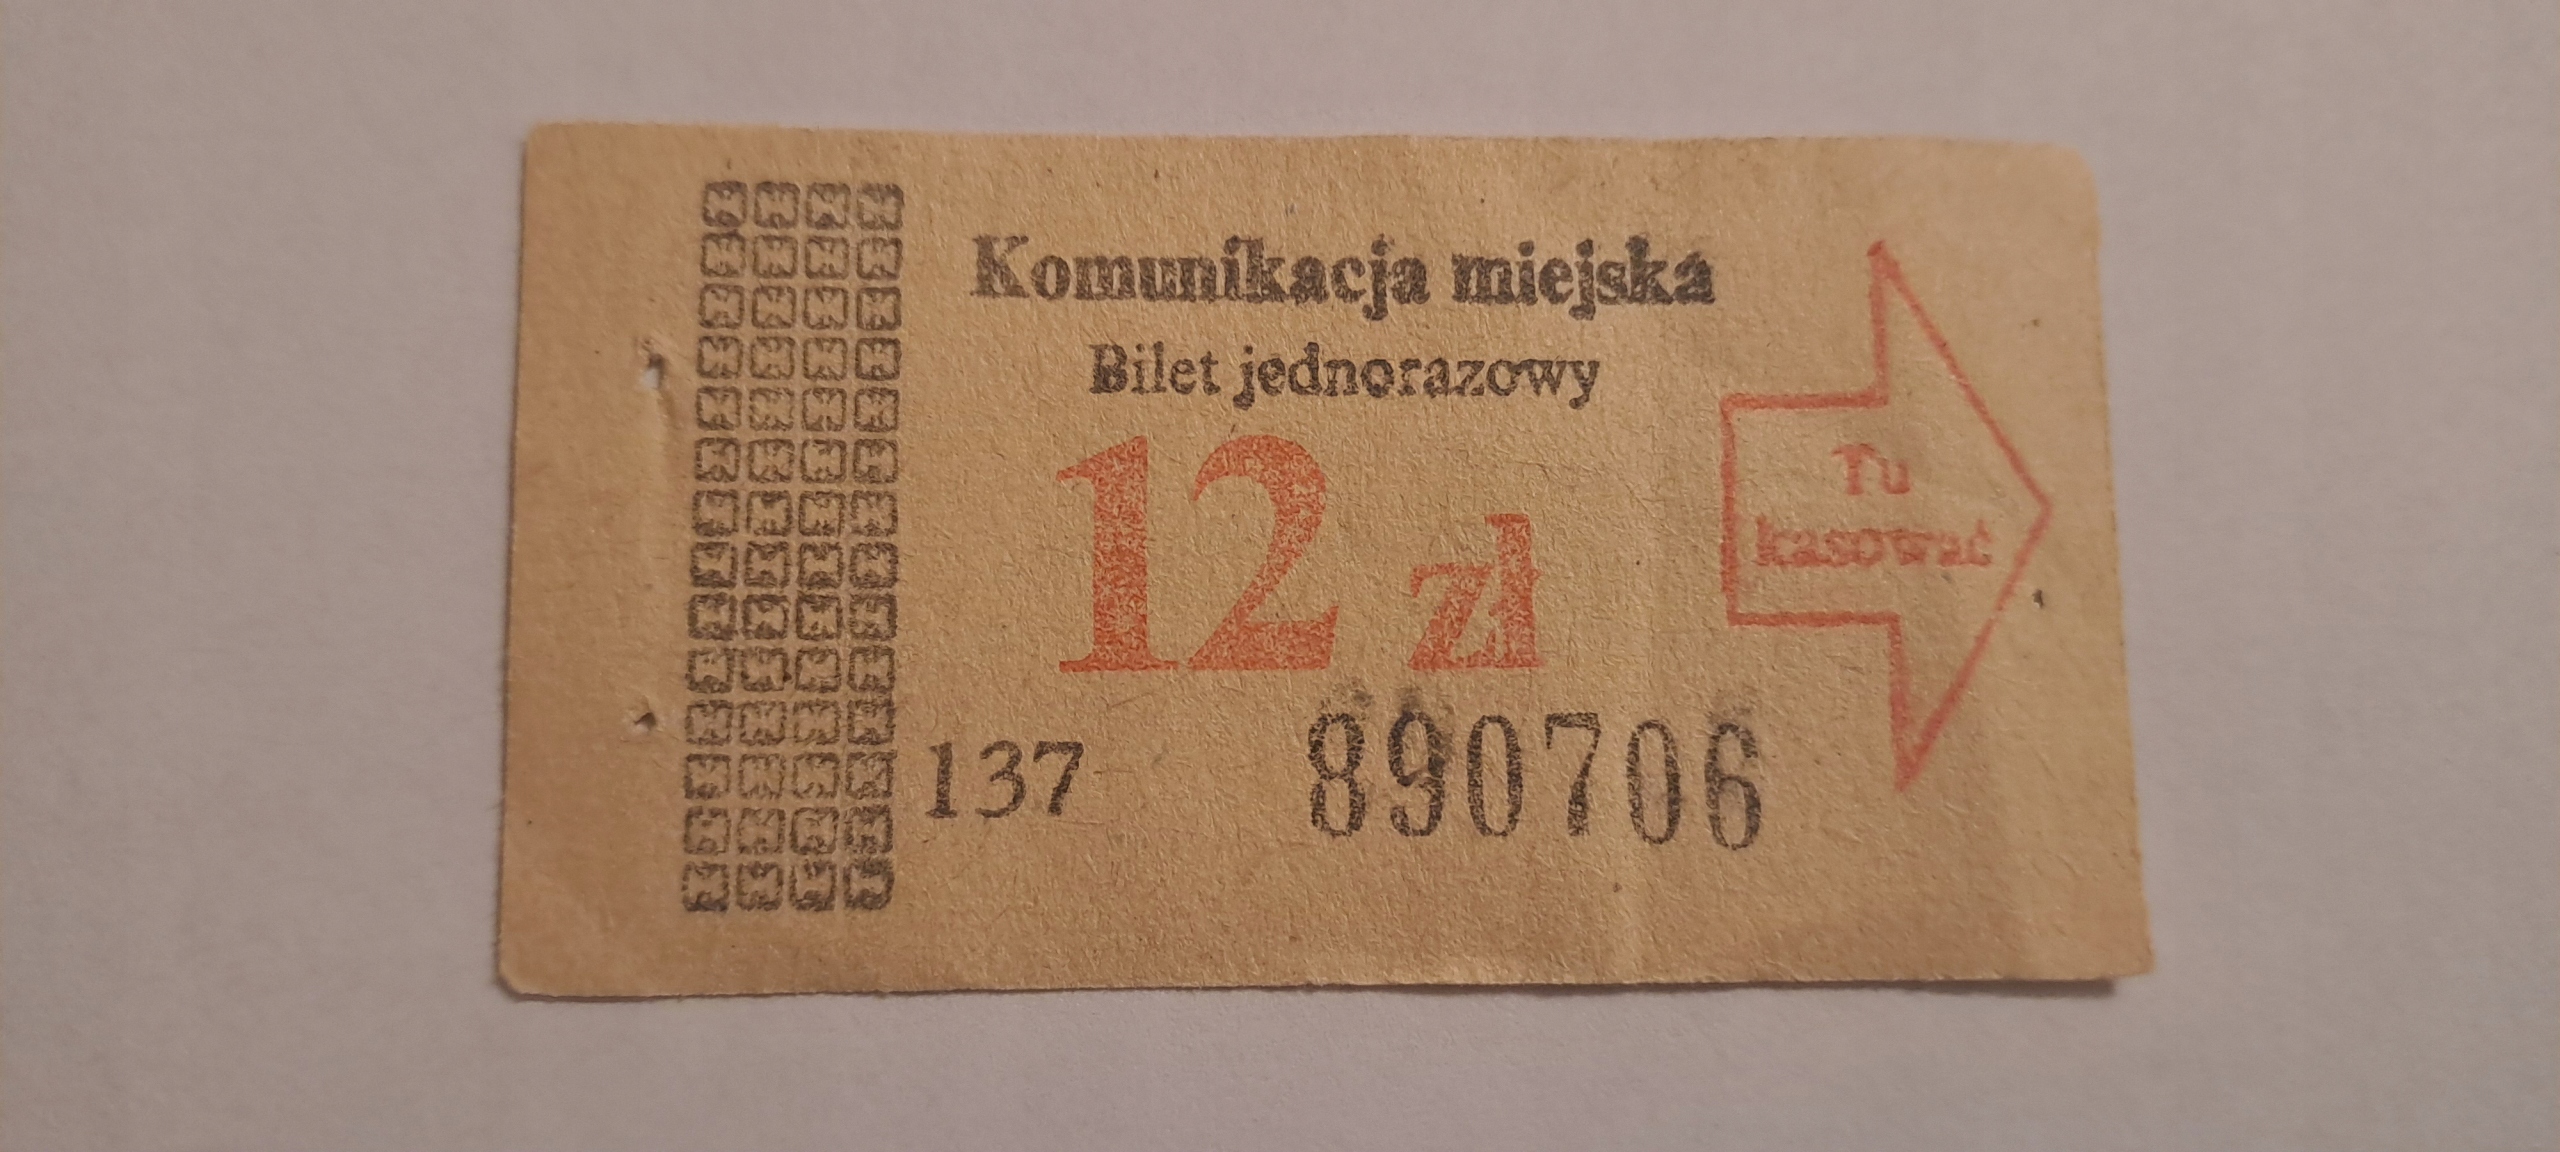 Komunikacja miejska
Bilet jednorazowy
12 zł
Tu
kasować
137 890706